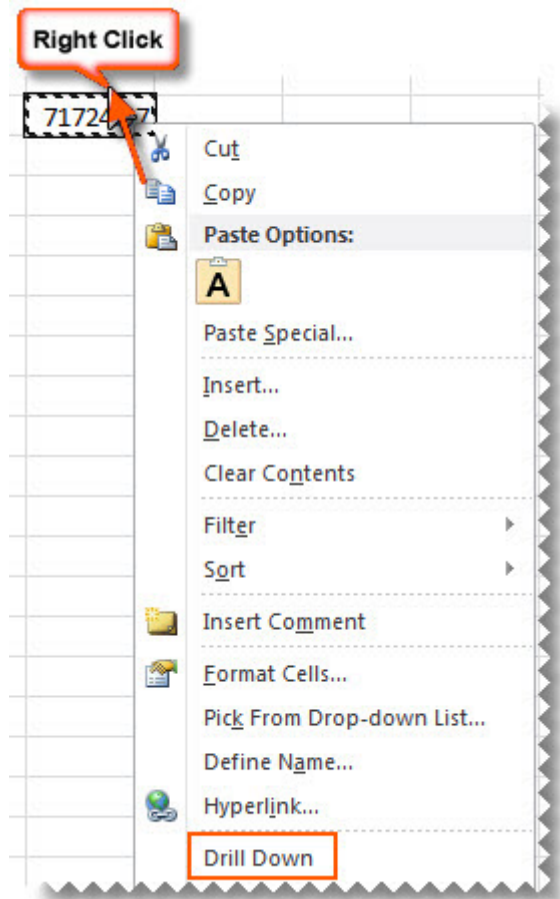 Right Click
Cut
Copy
Paste Options:
A
Paste Special...
Insert...
Delete...
Clear Contents
Filter
Sort
Insert Comment
Format Cells...
Pick From Drop-down List...
Define Name...
Hyperlink...
Drill Down